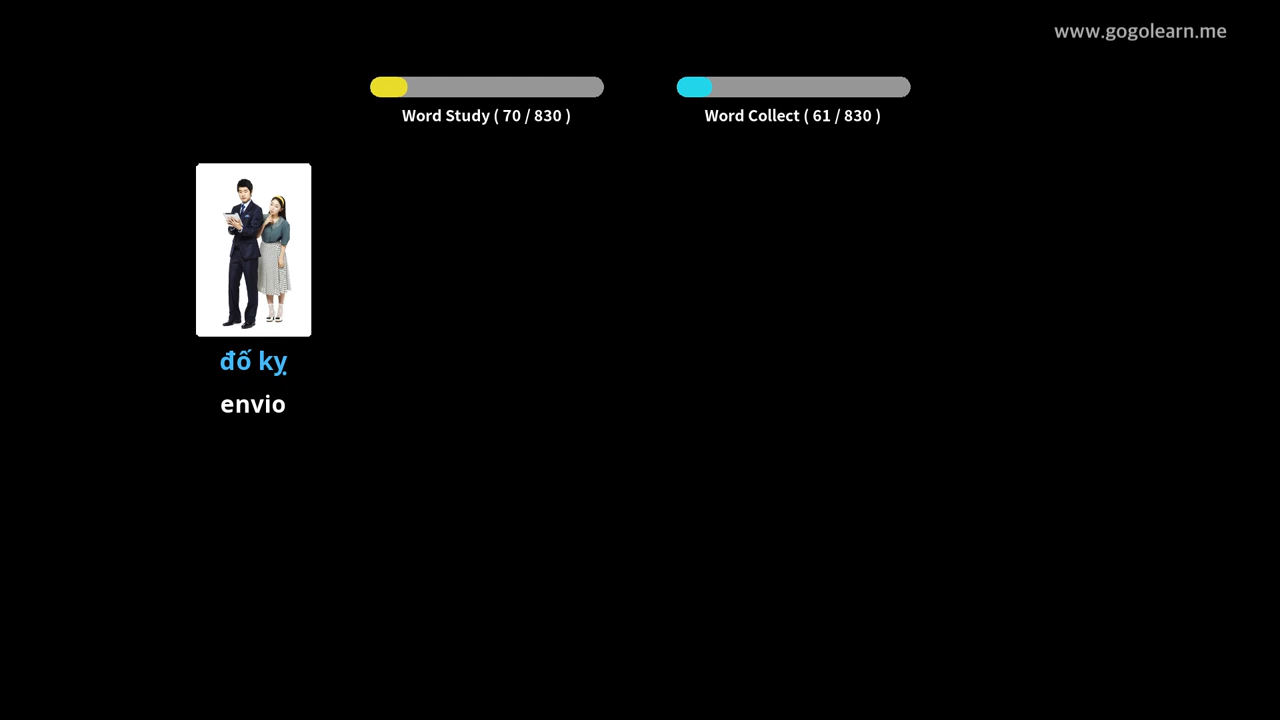 www.gogolearn.me
Word Study ( 70 / 830 )
Word Collect ( 61 / 830 )
đố kỵ
envio